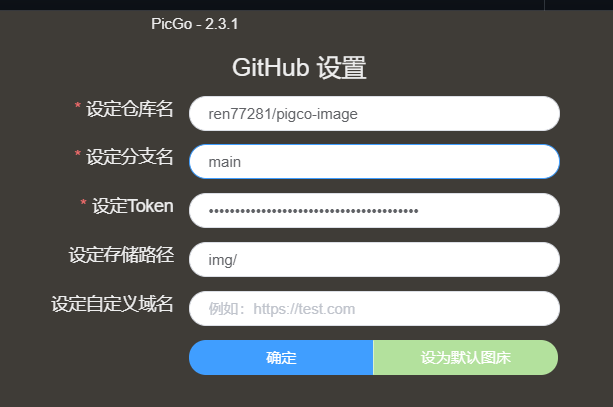 PicGo - 2.3.1
GitHub 设置
* 设定仓库名 ren77281/pigco-image
* 设定分支名 main
* 设定Token ••••••••••••••••••••••••••••••••••••••••
设定存储路径 img/
设定自定义域名 例如：https://test.com
确定 设为默认图床